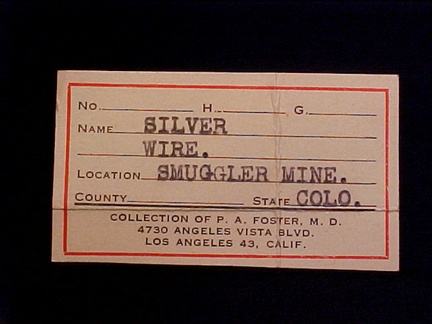 No. H. G.
Name SILVER
WIRE.
Location SMUGGLER MINE.
County State COLO.
COLLECTION OF P. A. FOSTER, M. D.
4730 ANGELES VISTA BLVD.
LOS ANGELES 43, CALIF.